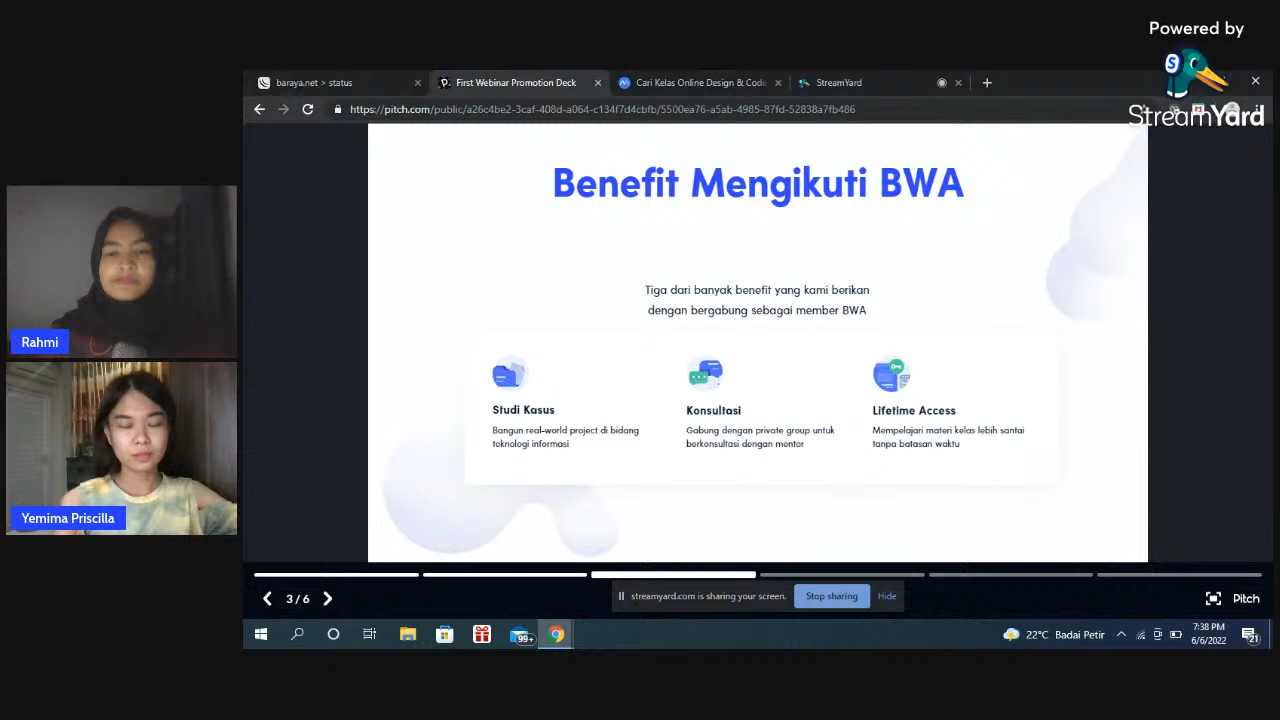 Powered by
StreamYard
baraya.net > status
First Webinar Promotion Deck
Cari Kelas Online Design & Code
StreamYard
https://pitch.com/public/a26c4be2-3caf-408d-a064-c134f7d4cbfb/5500ea76-a5ab-4985-87fd-52838a7fb486
Benefit Mengikuti BWA
Tiga dari banyak benefit yang kami berikan
dengan bergabung sebagai member BWA
Studi Kasus
Bangun real-world project di bidang
teknologi informasi
Konsultasi
Gabung dengan private group untuk
berkonsultasi dengan mentor
Lifetime Access
Mempelajari materi kelas lebih santai
tanpa batasan waktu
Rahmi
Yemima Priscilla
3 / 6
streamyard.com is sharing your screen.
Stop sharing
Hide
Pitch
99+
22°C Badai Petir
7:38 PM
6/6/2022
21